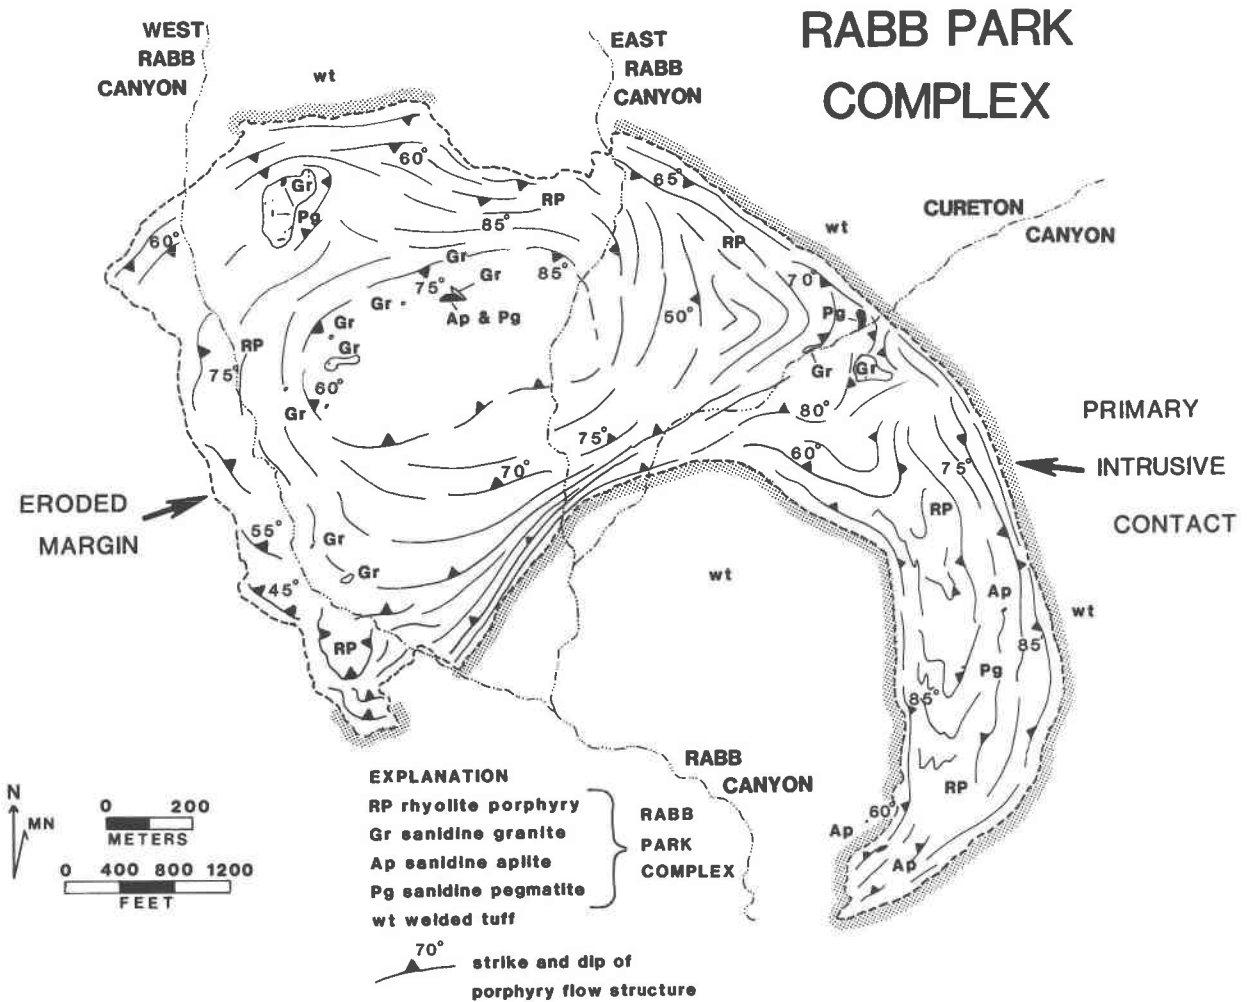 RABB PARK
COMPLEX
WEST
RABB
CANYON
wt
EAST
RABB
CANYON
60°
65°
Gr
RP
Pg
85°
RP
wt
CURETON
CANYON
60°
Gr
75°
Gr
85°
70°
Gr
Ap & Pg
50°
Pg
Gr
RP
Gr
75°
60°
Gr
Gr
Gr
80°
75°
60°
70°
75°
PRIMARY
INTRUSIVE
CONTACT
ERODED
MARGIN
RP
55°
Gr
Gr
45°
wt
Ap
wt
RP
85°
Pg
85°
RABB
CANYON
RP
60°
Ap
Ap
N
MN
0 200
METERS
0 400 800 1200
FEET
EXPLANATION
RP rhyolite porphyry
Gr sanidine granite
Ap sanidine aplite
Pg sanidine pegmatite
RABB
PARK
COMPLEX
wt welded tuff
70°
strike and dip of
porphyry flow structure